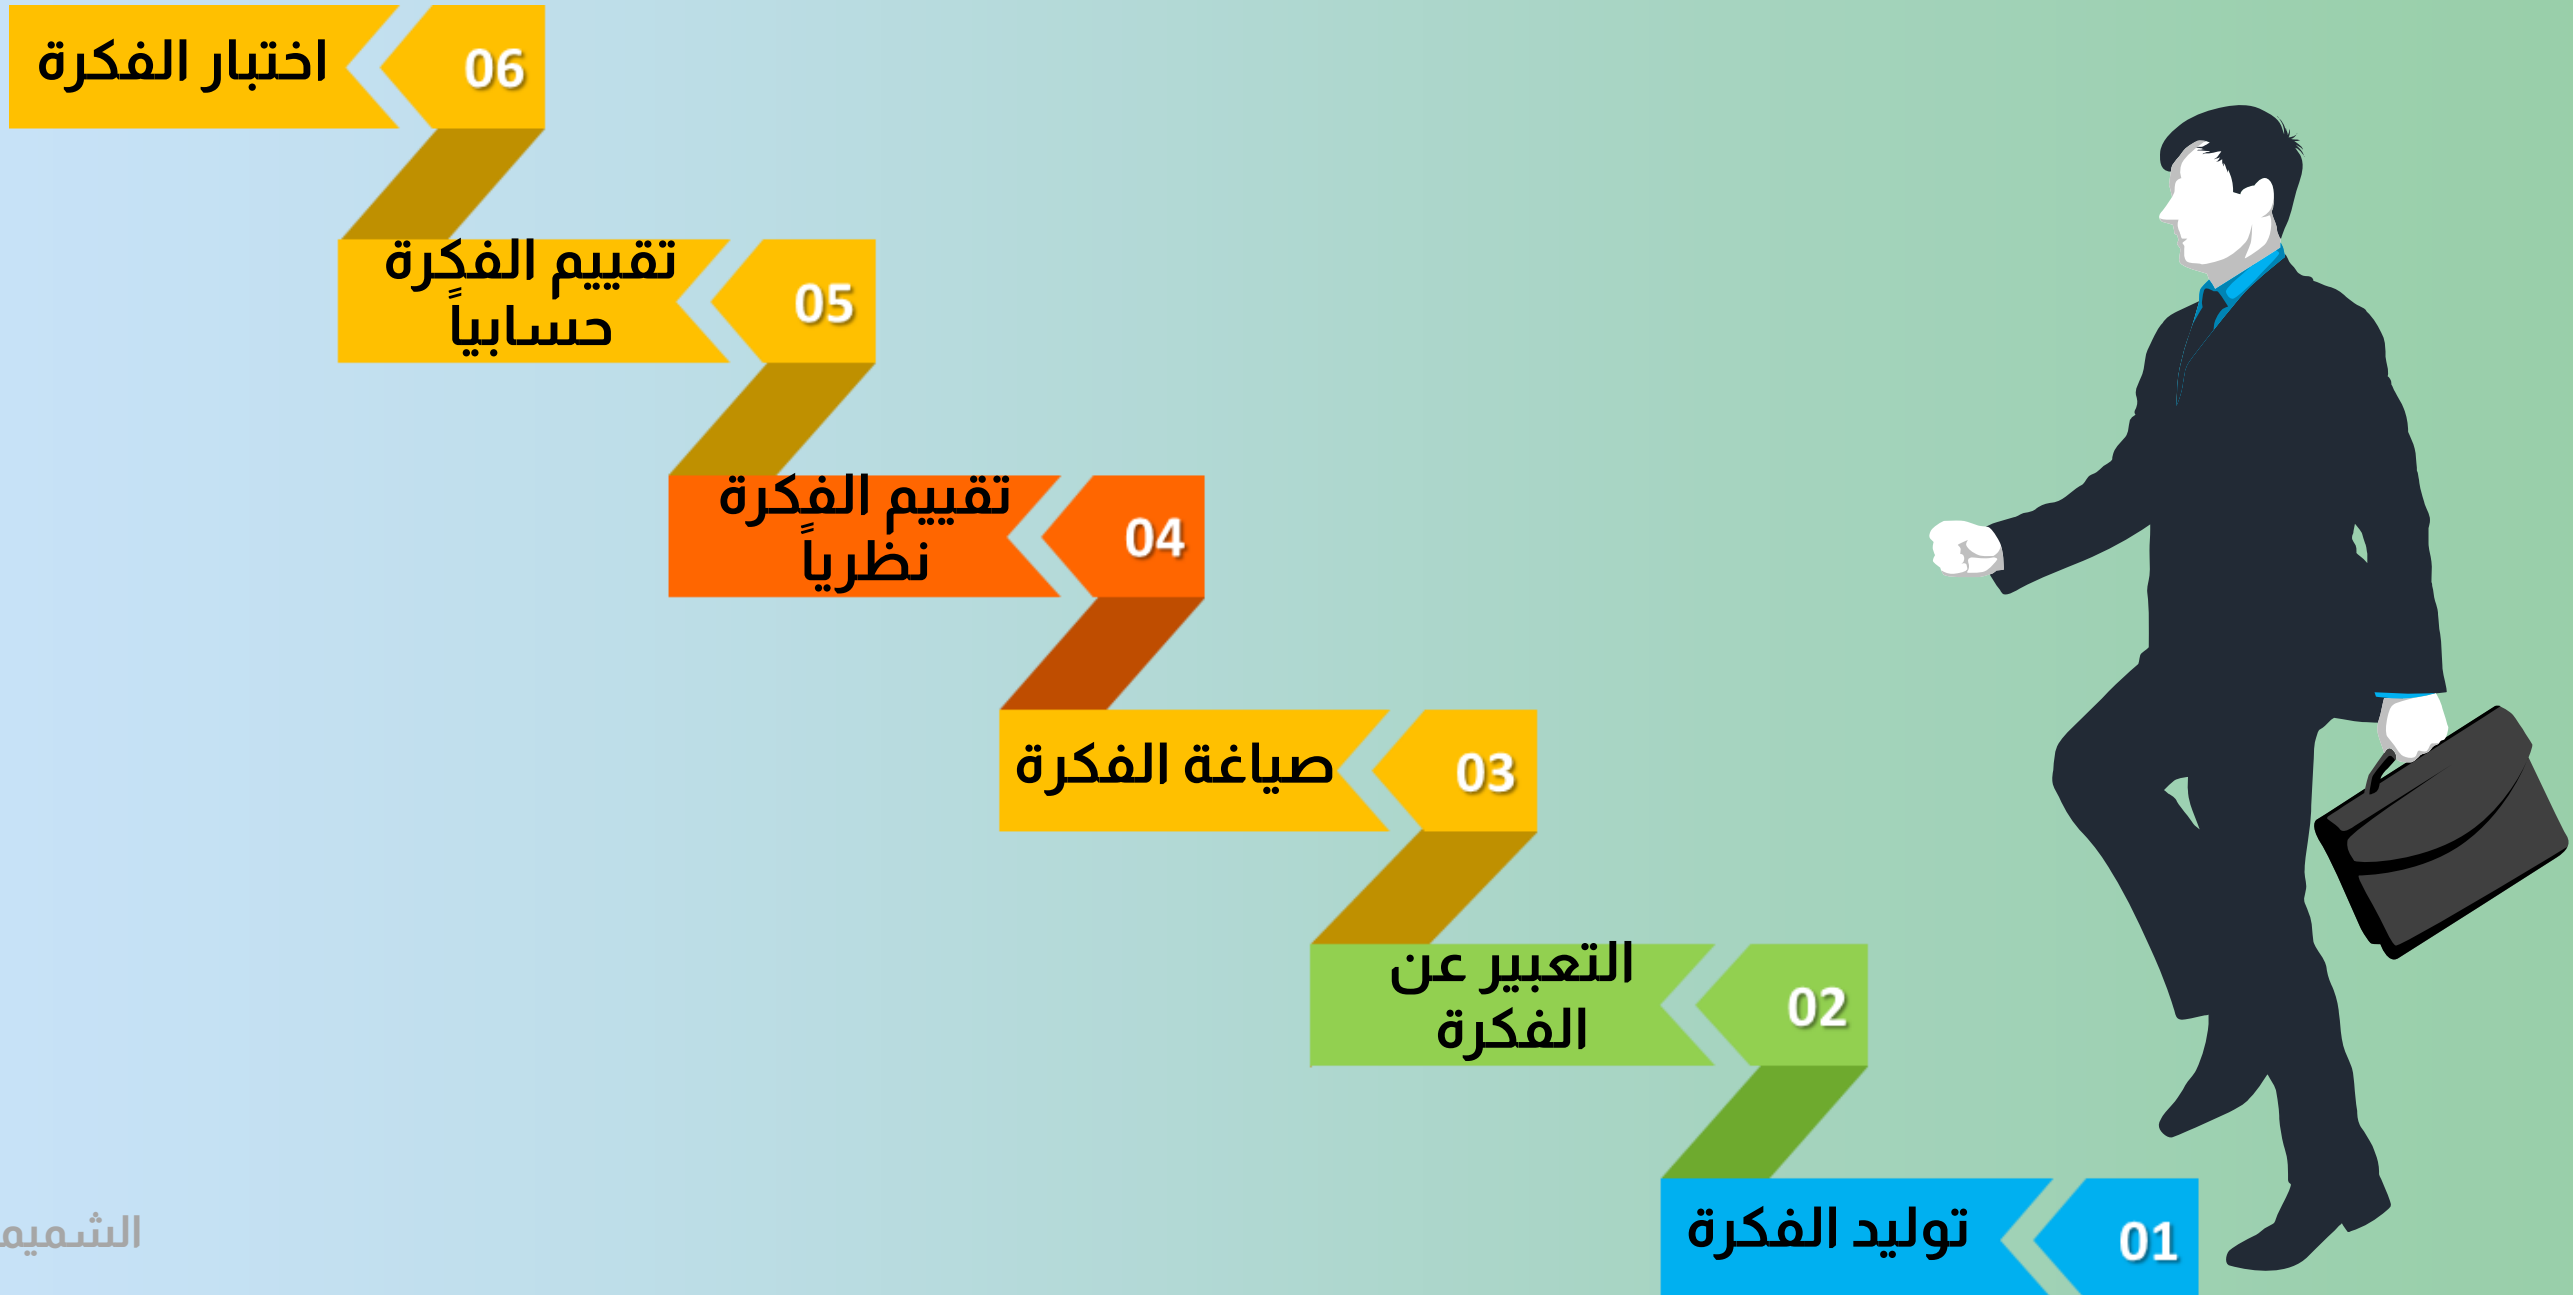 06
اختبار الفكرة
05
تقييم الفكرة
حسابياً
04
تقييم الفكرة
نظرياً
03
صياغة الفكرة
02
التعبير عن
الفكرة
01
توليد الفكرة